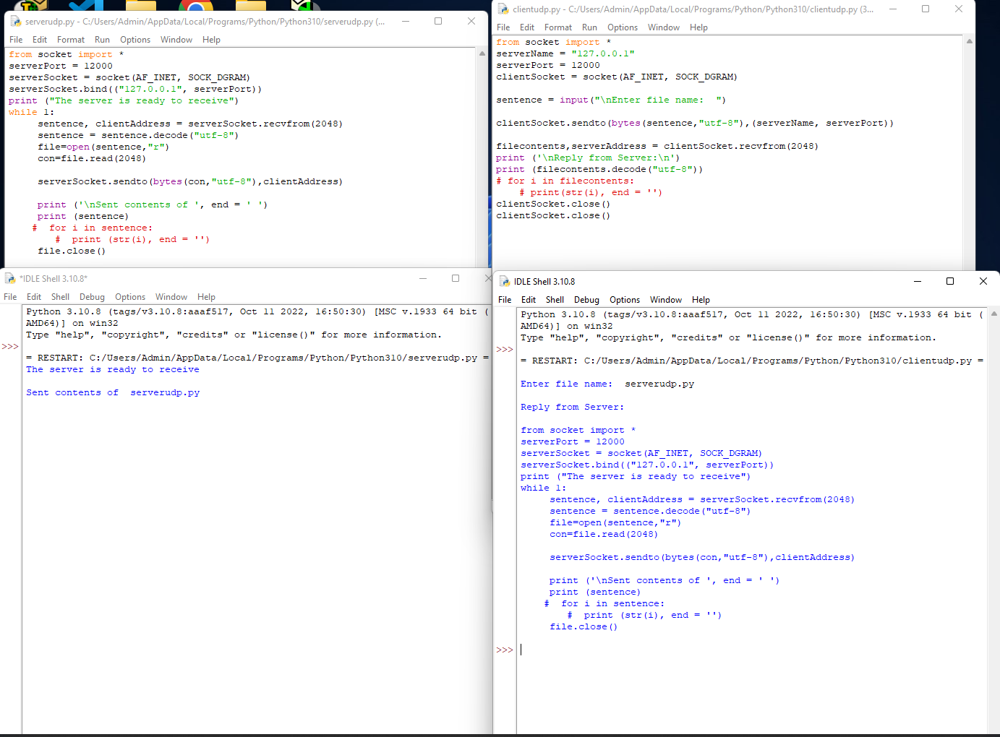 serverudp.py - C:/Users/Admin/AppData/Local/Programs/Python/Python310/serverudp.py (...
File Edit Format Run Options Window Help
from socket import *
serverPort = 12000
serverSocket = socket(AF_INET, SOCK_DGRAM)
serverSocket.bind(("127.0.0.1", serverPort))
print ("The server is ready to receive")
while 1:
     sentence, clientAddress = serverSocket.recvfrom(2048)
     sentence = sentence.decode("utf-8")
     file=open(sentence,"r")
     con=file.read(2048)

     serverSocket.sendto(bytes(con,"utf-8"),clientAddress)

     print ('\nSent contents of ', end = ' ')
     print (sentence)
    #  for i in sentence:
        #  print (str(i), end = '')
     file.close()
clientudp.py - C:/Users/Admin/AppData/Local/Programs/Python/Python310/clientudp.py (3...
File Edit Format Run Options Window Help
from socket import *
serverName = "127.0.0.1"
serverPort = 12000
clientSocket = socket(AF_INET, SOCK_DGRAM)

sentence = input("\nEnter file name:  ")

clientSocket.sendto(bytes(sentence,"utf-8"),(serverName, serverPort))

filecontents,serverAddress = clientSocket.recvfrom(2048)
print ('\nReply from Server:\n')
print (filecontents.decode("utf-8"))
# for i in filecontents:
    # print(str(i), end = '')
clientSocket.close()
clientSocket.close()
*IDLE Shell 3.10.8*
File Edit Shell Debug Options Window Help
Python 3.10.8 (tags/v3.10.8:aaaf517, Oct 11 2022, 16:50:30) [MSC v.1933 64 bit (
AMD64)] on win32
Type "help", "copyright", "credits" or "license()" for more information.
>>>
= RESTART: C:/Users/Admin/AppData/Local/Programs/Python/Python310/serverudp.py =
The server is ready to receive

Sent contents of  serverudp.py
IDLE Shell 3.10.8
File Edit Shell Debug Options Window Help
Python 3.10.8 (tags/v3.10.8:aaaf517, Oct 11 2022, 16:50:30) [MSC v.1933 64 bit (
AMD64)] on win32
Type "help", "copyright", "credits" or "license()" for more information.
>>>
= RESTART: C:/Users/Admin/AppData/Local/Programs/Python/Python310/clientudp.py =

Enter file name:  serverudp.py

Reply from Server:

from socket import *
serverPort = 12000
serverSocket = socket(AF_INET, SOCK_DGRAM)
serverSocket.bind(("127.0.0.1", serverPort))
print ("The server is ready to receive")
while 1:
     sentence, clientAddress = serverSocket.recvfrom(2048)
     sentence = sentence.decode("utf-8")
     file=open(sentence,"r")
     con=file.read(2048)

     serverSocket.sendto(bytes(con,"utf-8"),clientAddress)

     print ('\nSent contents of ', end = ' ')
     print (sentence)
    #  for i in sentence:
        #  print (str(i), end = '')
     file.close()

>>>